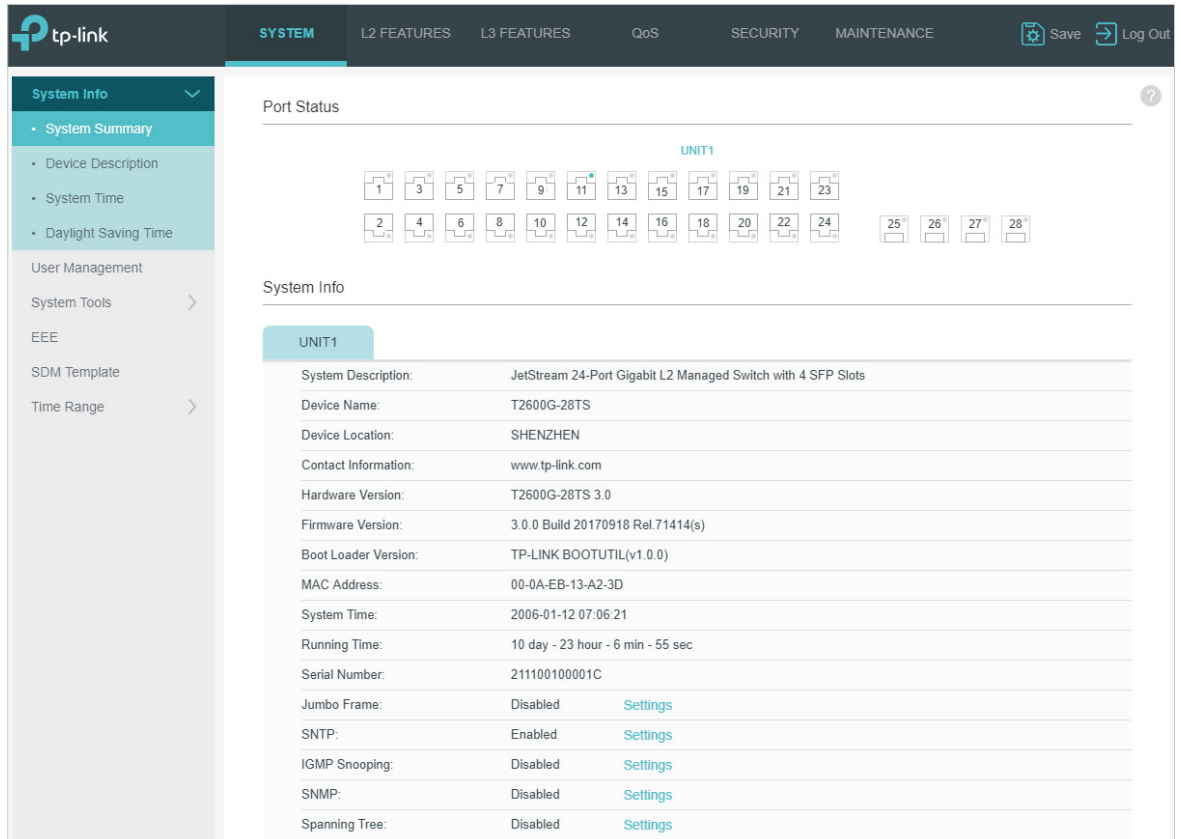 tp-link SYSTEM L2 FEATURES L3 FEATURES QoS SECURITY MAINTENANCE Save Log Out
System Info
System Summary
Device Description
System Time
Daylight Saving Time
User Management
System Tools
EEE
SDM Template
Time Range
Port Status ?
UNIT1
1 3 5 7 9 11 13 15 17 19 21 23
2 4 6 8 10 12 14 16 18 20 22 24 25 26 27 28
System Info
UNIT1
System Description: JetStream 24-Port Gigabit L2 Managed Switch with 4 SFP Slots
Device Name: T2600G-28TS
Device Location: SHENZHEN
Contact Information: www.tp-link.com
Hardware Version: T2600G-28TS 3.0
Firmware Version: 3.0.0 Build 20170918 Rel.71414(s)
Boot Loader Version: TP-LINK BOOTUTIL(v1.0.0)
MAC Address: 00-0A-EB-13-A2-3D
System Time: 2006-01-12 07:06:21
Running Time: 10 day - 23 hour - 6 min - 55 sec
Serial Number: 211100100001C
Jumbo Frame: Disabled Settings
SNTP: Enabled Settings
IGMP Snooping: Disabled Settings
SNMP: Disabled Settings
Spanning Tree: Disabled Settings